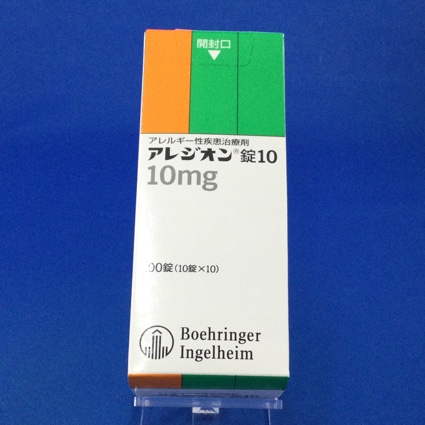 開封口
アレルギー性疾患治療剤
アレジオン®錠10
10mg
00錠(10錠×10)
Boehringer
Ingelheim